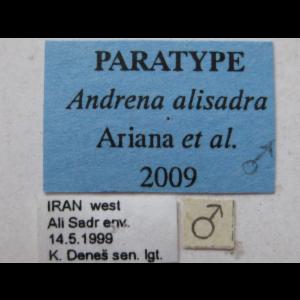 PARATYPE
Andrena alisadra
Ariana et al.
2009
♂
IRAN west
Ali Sadr env.
14.5.1999
K. Deneš sen. lgt.
♂